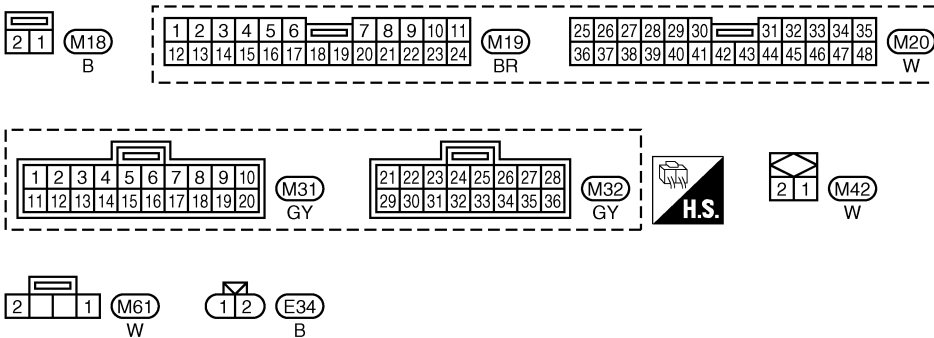 1 2 3 4 5 6 7 8 9 10 11
25 26 27 28 29 30 31 32 33 34 35
2 1 M18
12 13 14 15 16 17 18 19 20 21 22 23 24 M19
36 37 38 39 40 41 42 43 44 45 46 47 48 M20
B
BR
W
1 2 3 4 5 6 7 8 9 10
21 22 23 24 25 26 27 28
11 12 13 14 15 16 17 18 19 20 M31
29 30 31 32 33 34 35 36 M32
GY
GY
H.S.
2 1 M42
W
2 1 M61
W
1 2 E34
B